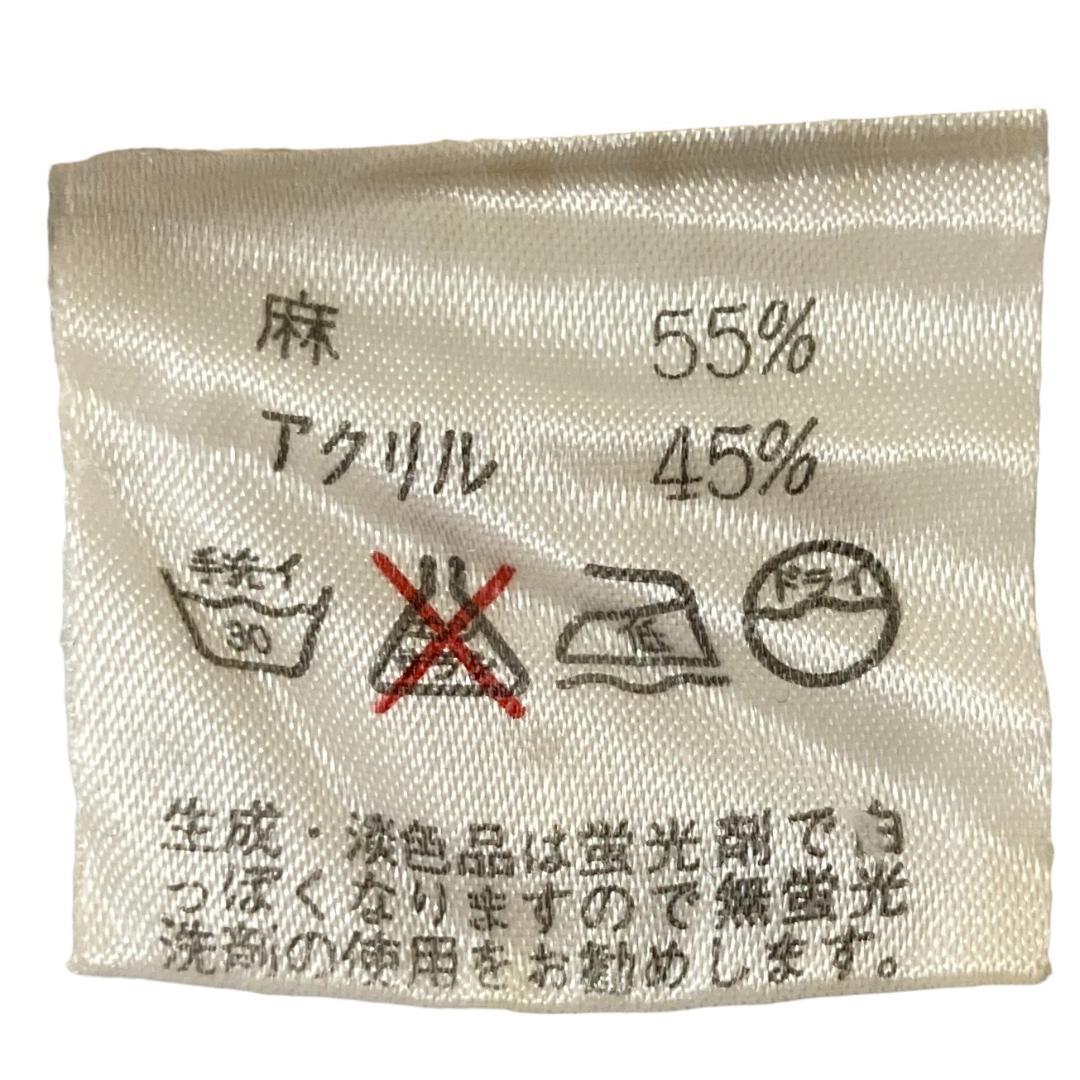 麻 55%
アクリル 45%
手洗イ 30
低
ドライ
生成・淡色品は蛍光剤で白
っぽくなりますので無蛍光
洗剤の使用をお勧めします。